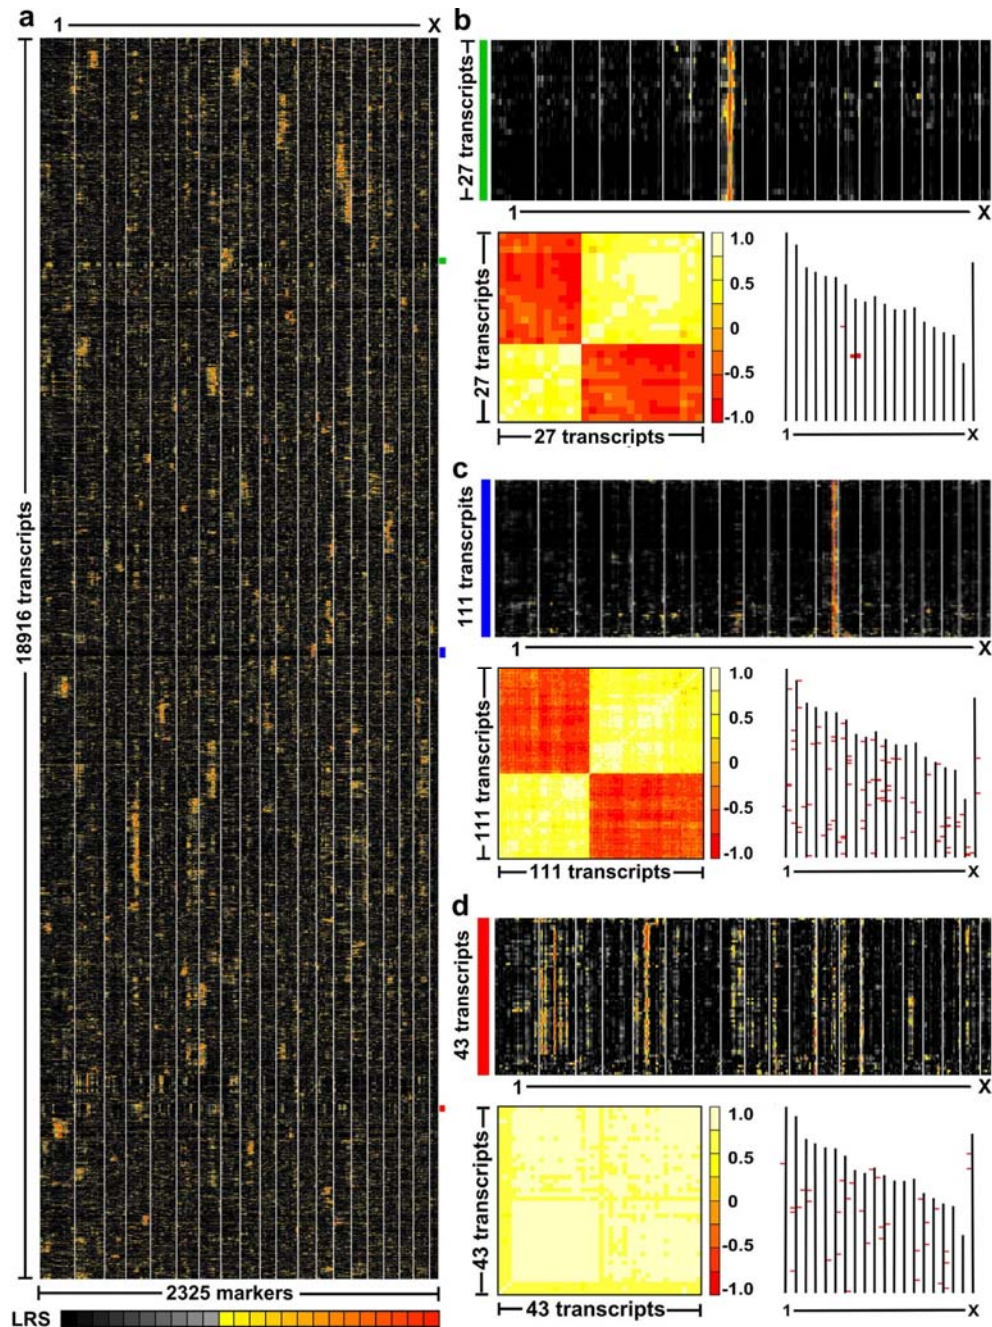 a
1 X
18916 transcripts
2325 markers
LRS
b
27 transcripts
1 X
27 transcripts
27 transcripts
1.0
0.5
0
-0.5
-1.0
1 X
c
111 transcrpits
1 X
111 transcripts
111 transcripts
1.0
0.5
0
-0.5
-1.0
1 X
d
43 transcripts
1 X
43 transcripts
43 transcripts
1.0
0.5
0
-0.5
-1.0
1 X